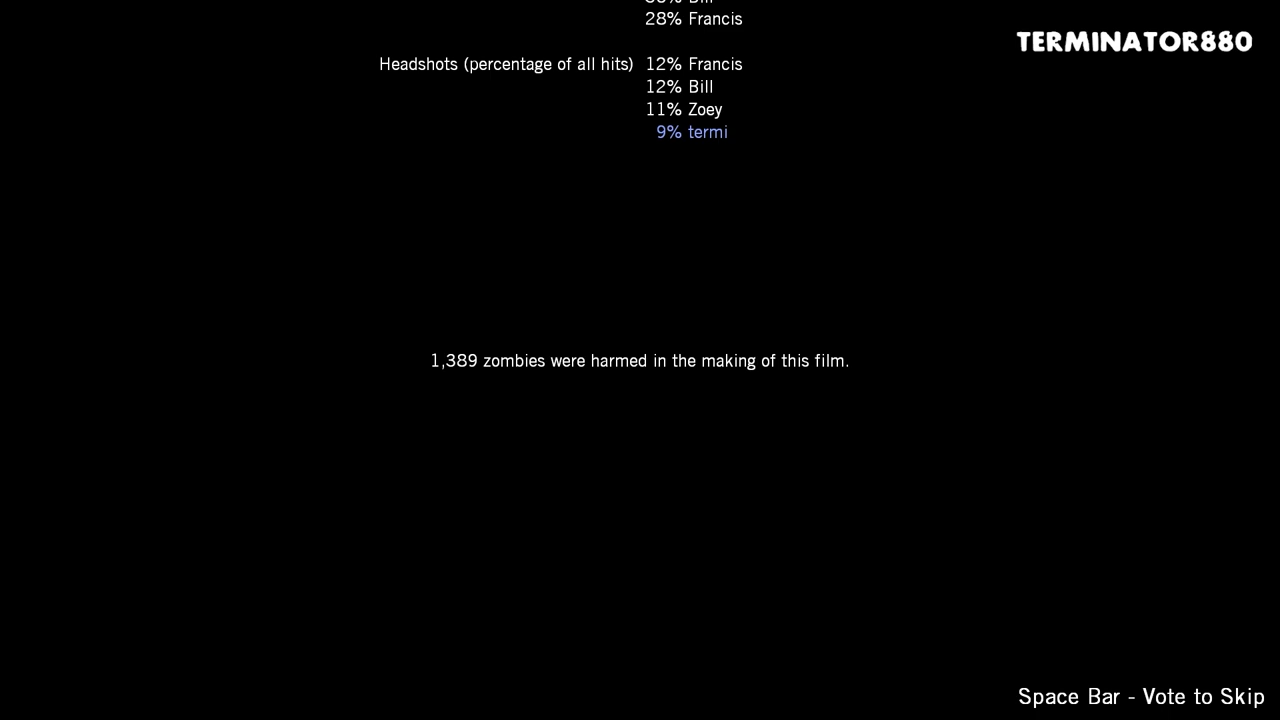 28% Francis
TERMINATOR880
Headshots (percentage of all hits) 12% Francis
12% Bill
11% Zoey
9% termi
1,389 zombies were harmed in the making of this film.
Space Bar - Vote to Skip